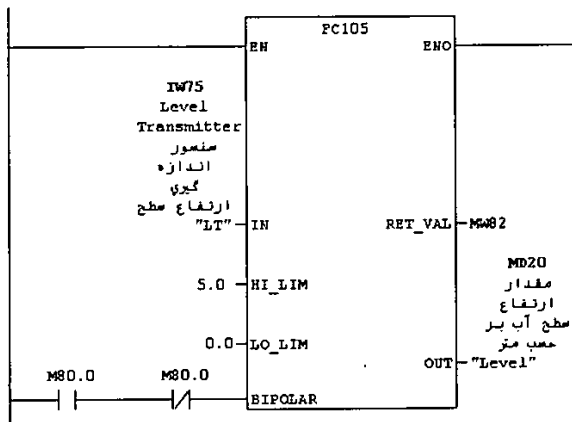 FC105
EN
ENO
IW75
Level
Transmitter
سنسور
اندازه
گيري
ارتفاع سطح
"LT"
IN
RET_VAL
MW82
5.0
HI_LIM
MD20
مقدار
ارتفاع
سطح آب بر
حسب متر
0.0
LO_LIM
OUT
"Level"
M80.0
M80.0
BIPOLAR